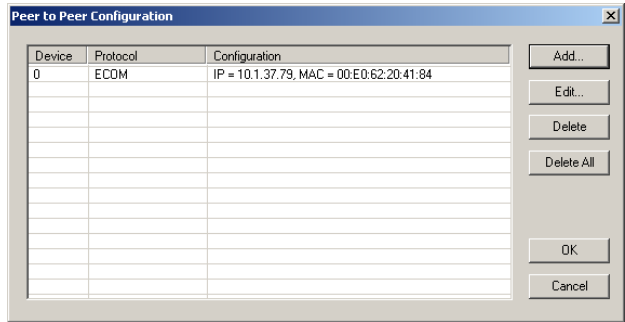 Peer to Peer Configuration
Device Protocol Configuration
0 ECOM IP = 10.1.37.79, MAC = 00:E0:62:20:41:84
Add...
Edit...
Delete
Delete All
OK
Cancel